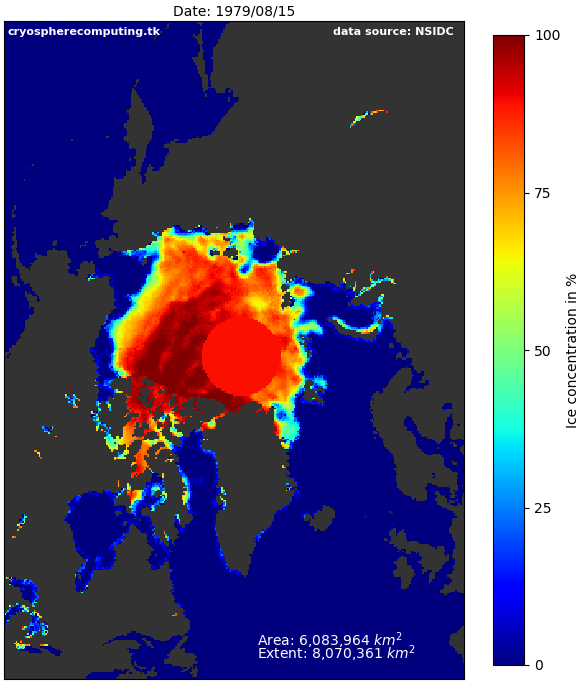 Date: 1979/08/15
cryospherecomputing.tk data source: NSIDC
100
75
50
25
0
Ice concentration in %
Area: 6,083,964 km²
Extent: 8,070,361 km²